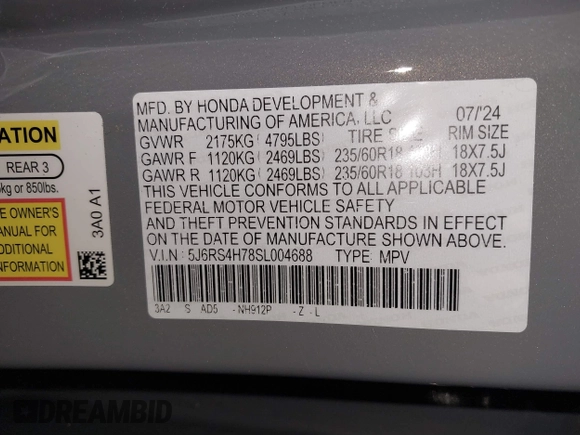 MFD. BY HONDA DEVELOPMENT &
MANUFACTURING OF AMERICA, LLC 07/'24
GVWR 2175KG (4795LBS) TIRE SIZE RIM SIZE
GAWR F 1120KG (2469LBS) 235/60R18 103H 18X7.5J
GAWR R 1120KG (2469LBS) 235/60R18 103H 18X7.5J
THIS VEHICLE CONFORMS TO ALL APPLICABLE
FEDERAL MOTOR VEHICLE SAFETY
AND THEFT PREVENTION STANDARDS IN EFFECT
ON THE DATE OF MANUFACTURE SHOWN ABOVE.
V.I.N: 5J6RS4H78SL004688 TYPE: MPV
3A2 S AD5 -NH912P -Z -L
ATION
REAR 3
kg or 850lbs.
E OWNER'S
MANUAL FOR
DDITIONAL
NFORMATION
3A0 A1
DREAMBID